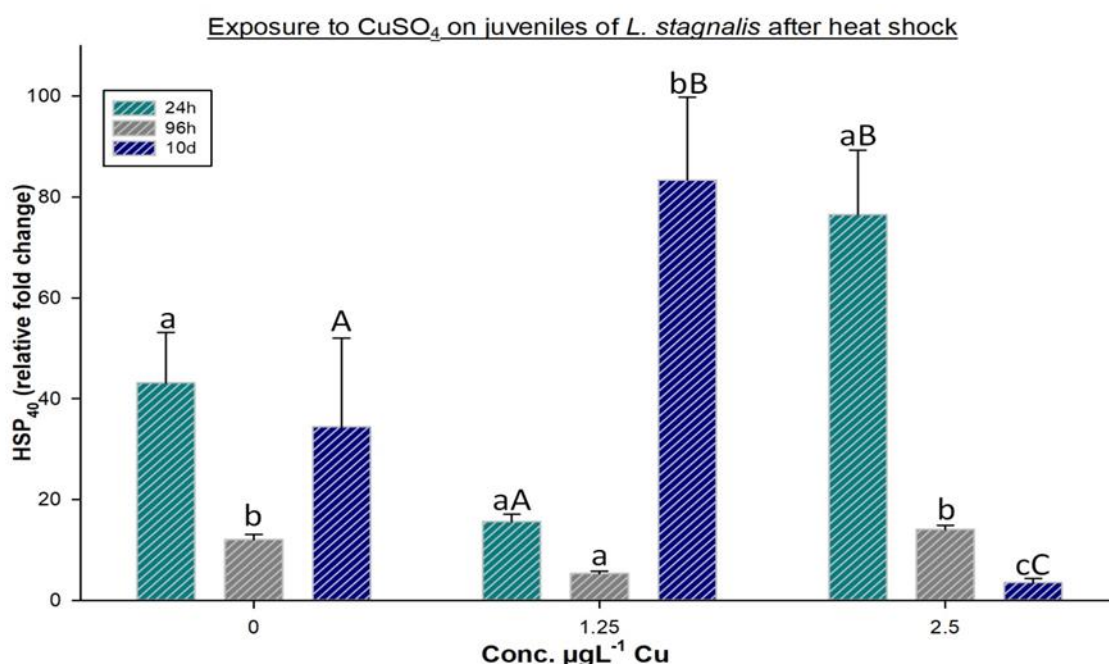 Exposure to CuSO₄ on juveniles of L. stagnalis after heat shock
HSP₄₀ (relative fold change)
100
80
60
40
20
0
24h
96h
10d
a
b
A
aA
a
bB
aB
b
cC
0
1.25
2.5
Conc. µgL⁻¹ Cu